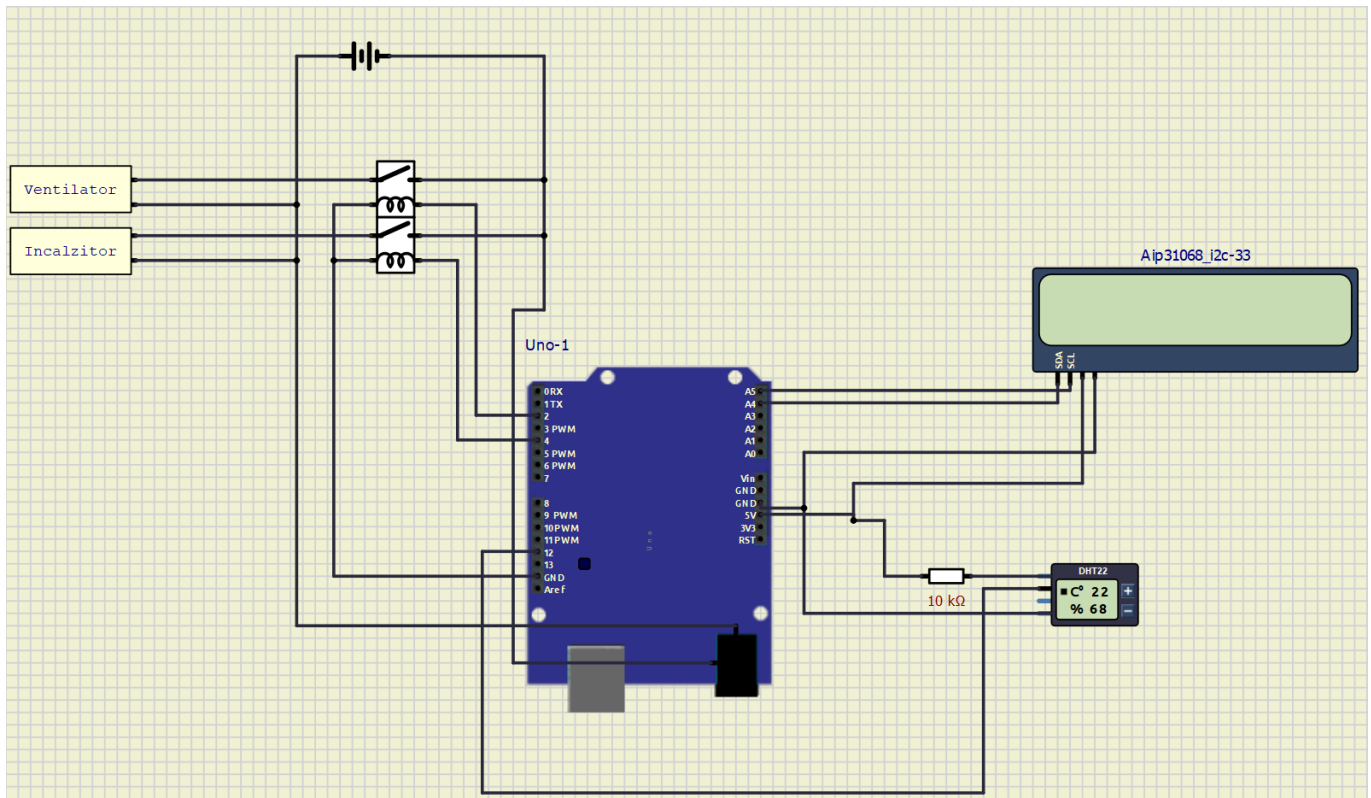 Ventilator
Incalzitor
Aip31068_i2c-33
SDA
SCL
Uno-1
0RX
1TX
2
3 PWM
4
5 PWM
6 PWM
7
8
9 PWM
10PWM
11PWM
12
13
GND
Aref
Uno
A5
A4
A3
A2
A1
A0
Vin
GND
GND
5V
3V3
RST
10 kΩ
DHT22
C° 22
% 68
+
−